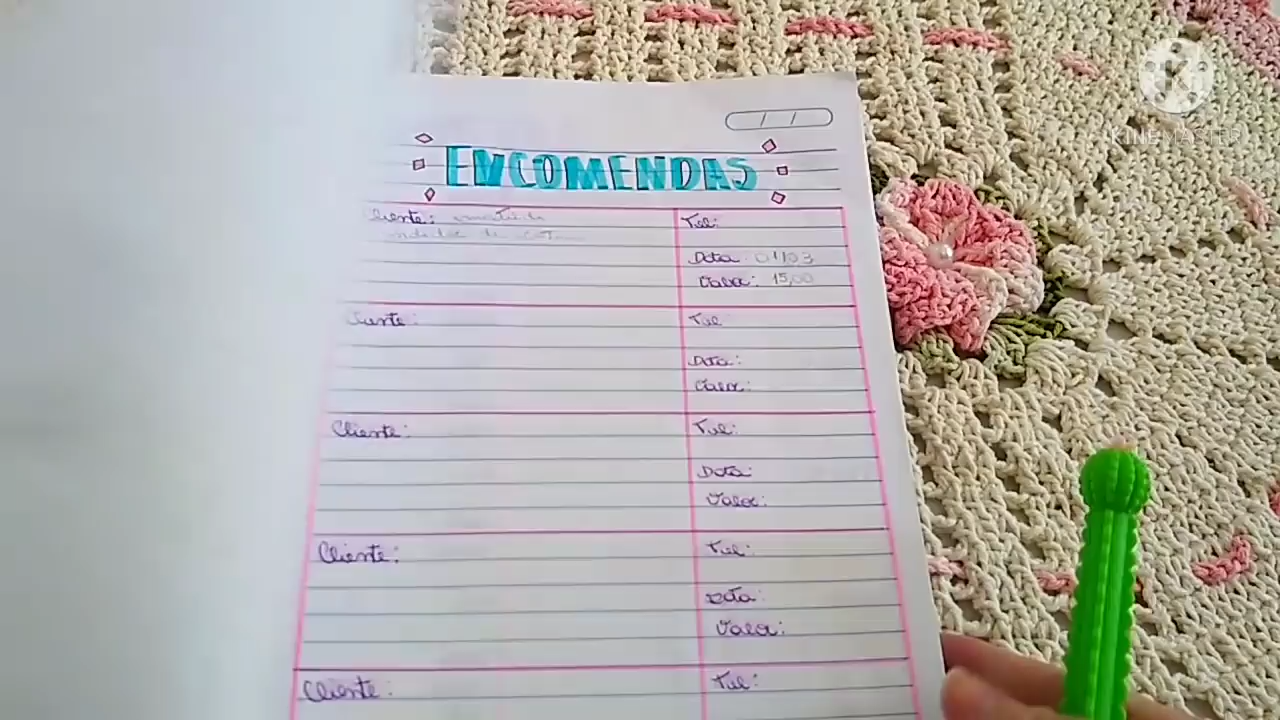 / /
ENCOMENDAS
Cliente: Tel:
Data: 01/03
Valor: 15,00
Cliente: Tel:
Data:
Valor:
Cliente: Tel:
Data:
Valor:
Cliente: Tel:
Data:
Valor:
Cliente: Tel:
KINEMASTER